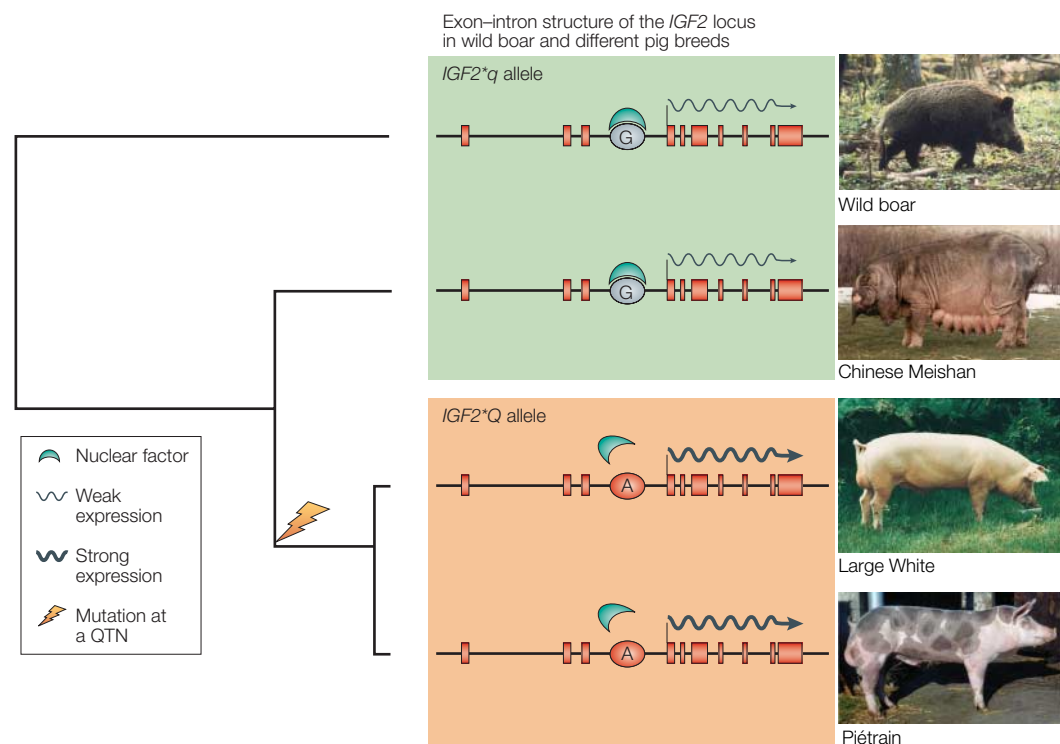 Exon–intron structure of the IGF2 locus
in wild boar and different pig breeds
IGF2*q allele
G
Wild boar
G
Chinese Meishan
IGF2*Q allele
Nuclear factor
Weak
expression
Strong
expression
Mutation at
a QTN
A
Large White
A
Piétrain